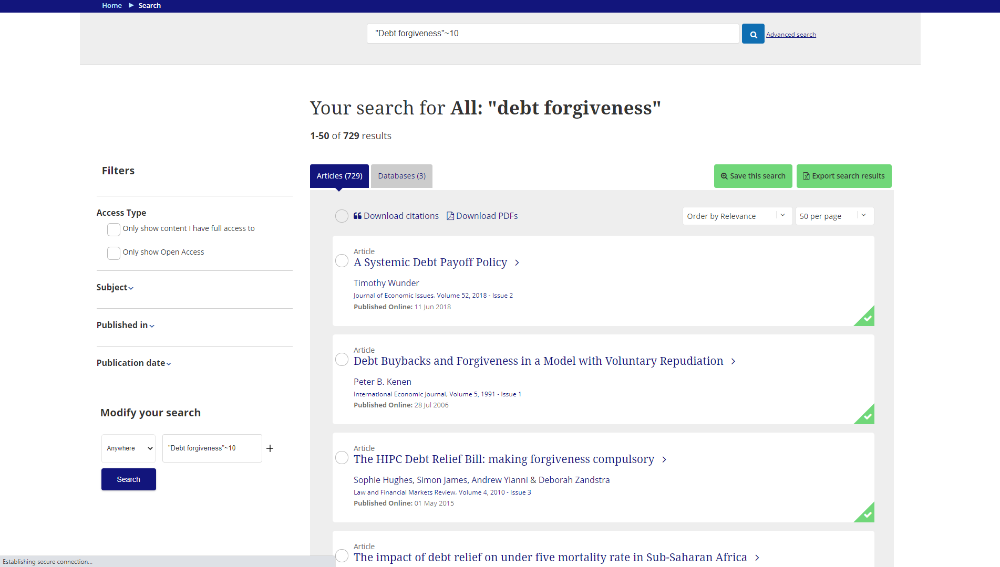 Home Search
"Debt forgiveness"~10
Advanced search
Your search for All: "debt forgiveness"
1-50 of 729 results
Filters
Access Type
Only show content I have full access to
Only show Open Access
Subject
Published in
Publication date
Modify your search
Anywhere "Debt forgiveness"~10 +
Search
Articles (729) Databases (3)
Save this search Export search results
Download citations Download PDFs
Order by Relevance 50 per page
Article
A Systemic Debt Payoff Policy
Timothy Wunder
Journal of Economic Issues, Volume 52, 2018 - Issue 2
Published Online: 11 Jun 2018
Article
Debt Buybacks and Forgiveness in a Model with Voluntary Repudiation
Peter B. Kenen
International Economic Journal, Volume 5, 1991 - Issue 1
Published Online: 28 Jul 2006
Article
The HIPC Debt Relief Bill: making forgiveness compulsory
Sophie Hughes, Simon James, Andrew Yianni & Deborah Zandstra
Law and Financial Markets Review, Volume 4, 2010 - Issue 3
Published Online: 01 May 2015
Article
The impact of debt relief on under five mortality rate in Sub-Saharan Africa
Establishing secure connection...